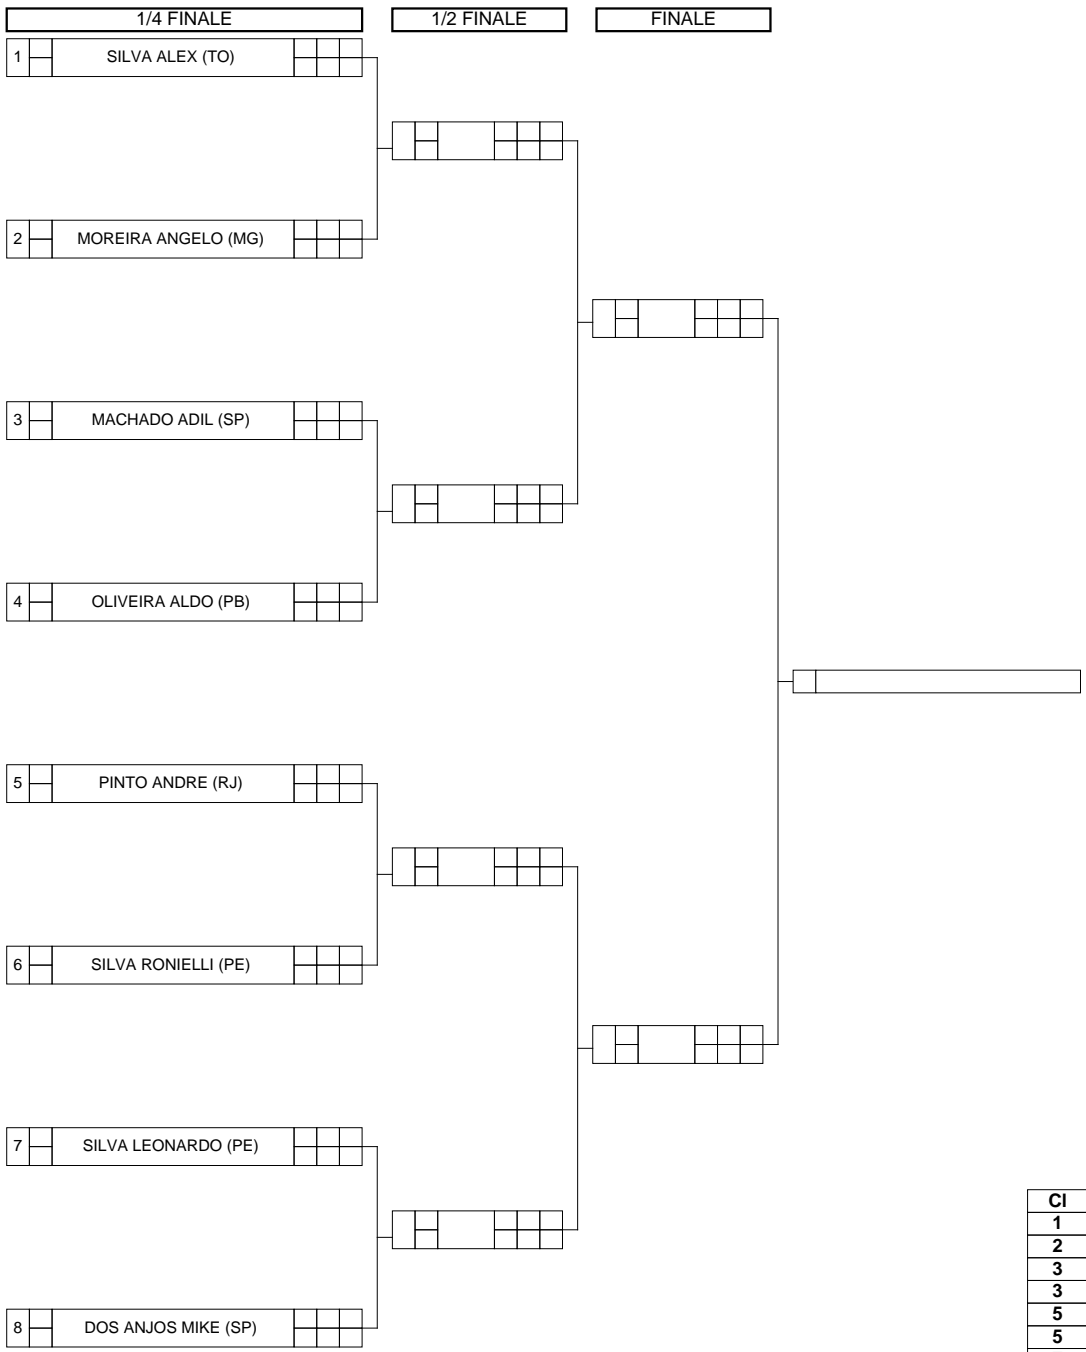 1/4 FINALE 1/2 FINALE FINALE
1 SILVA ALEX (TO)
2 MOREIRA ANGELO (MG)
3 MACHADO ADIL (SP)
4 OLIVEIRA ALDO (PB)
5 PINTO ANDRE (RJ)
6 SILVA RONIELLI (PE)
7 SILVA LEONARDO (PE)
8 DOS ANJOS MIKE (SP)
Cl
1
2
3
3
5
5